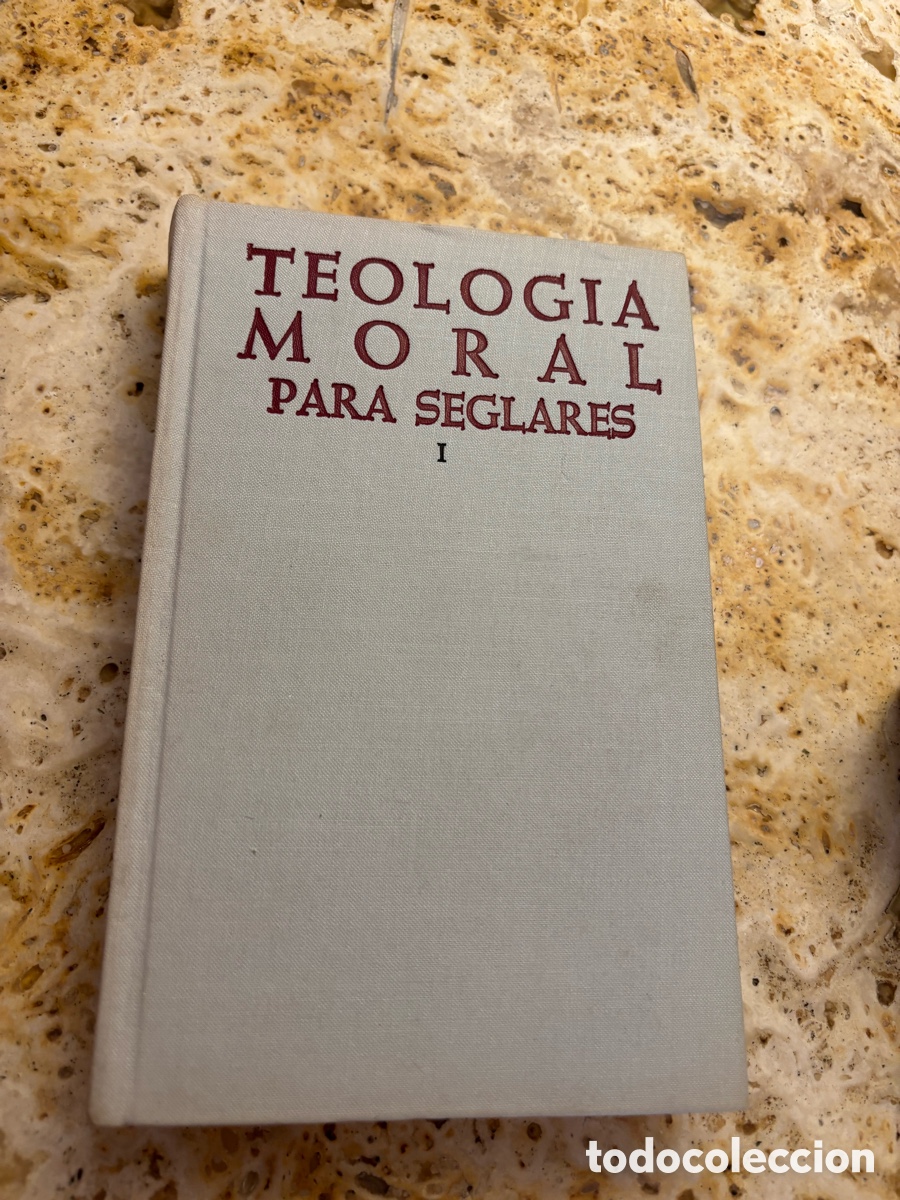 TEOLOGIA
MORAL
PARA SEGLARES
I
todocoleccion